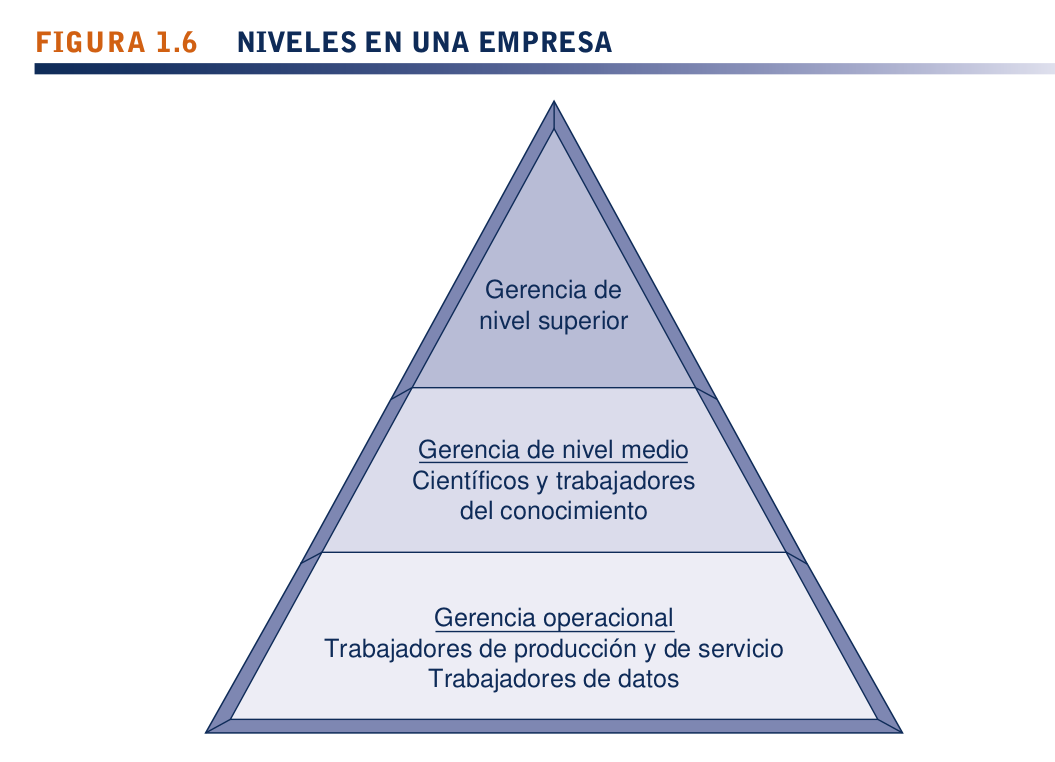 FIGURA 1.6 NIVELES EN UNA EMPRESA
Gerencia de
nivel superior
Gerencia de nivel medio
Científicos y trabajadores
del conocimiento
Gerencia operacional
Trabajadores de producción y de servicio
Trabajadores de datos